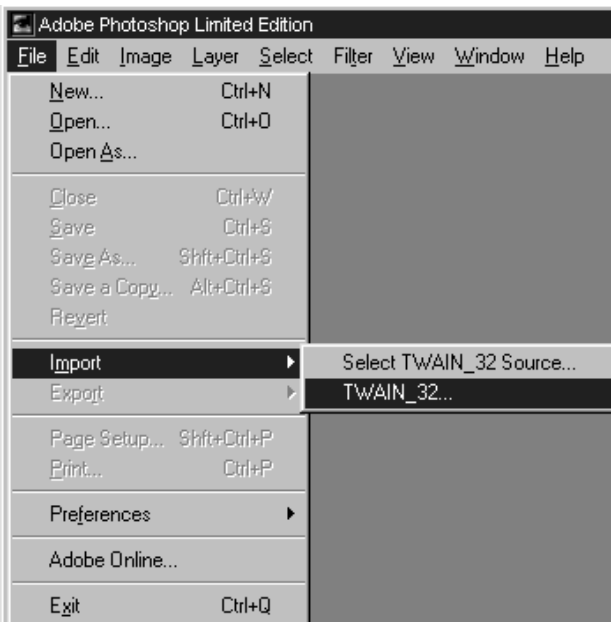 Adobe Photoshop Limited Edition
File Edit Image Layer Select Filter View Window Help
New... Ctrl+N
Open... Ctrl+O
Open As...
Close Ctrl+W
Save Ctrl+S
Save As... Shft+Ctrl+S
Save a Copy... Alt+Ctrl+S
Revert
Import
Select TWAIN_32 Source...
Export
TWAIN_32...
Page Setup... Shft+Ctrl+P
Print... Ctrl+P
Preferences
Adobe Online...
Exit Ctrl+Q